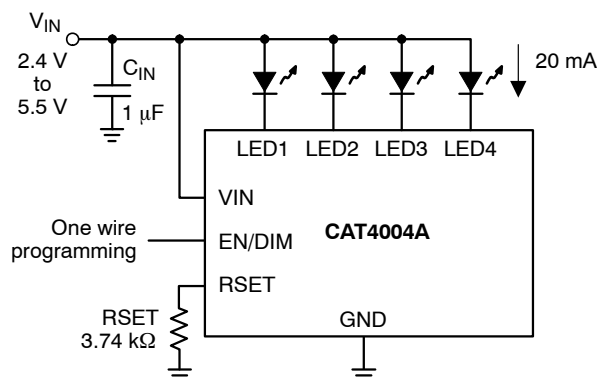 VIN
2.4 V
to
5.5 V
CIN
1 μF
20 mA
LED1 LED2 LED3 LED4
VIN
One wire
programming
EN/DIM
CAT4004A
RSET
RSET
3.74 kΩ
GND